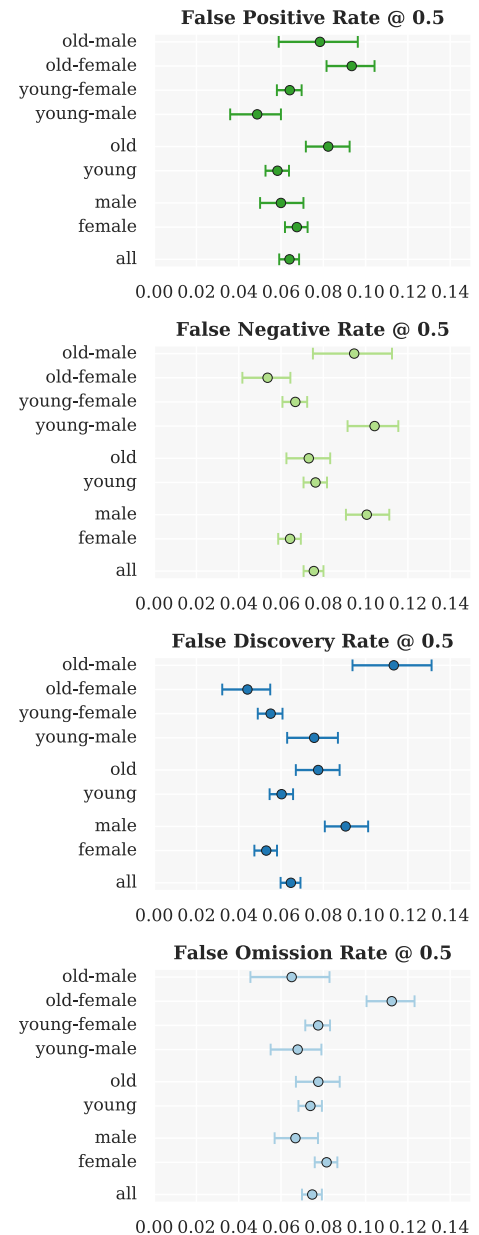 False Positive Rate @ 0.5
old-male
old-female
young-female
young-male
old
young
male
female
all
0.00 0.02 0.04 0.06 0.08 0.10 0.12 0.14
False Negative Rate @ 0.5
old-male
old-female
young-female
young-male
old
young
male
female
all
0.00 0.02 0.04 0.06 0.08 0.10 0.12 0.14
False Discovery Rate @ 0.5
old-male
old-female
young-female
young-male
old
young
male
female
all
0.00 0.02 0.04 0.06 0.08 0.10 0.12 0.14
False Omission Rate @ 0.5
old-male
old-female
young-female
young-male
old
young
male
female
all
0.00 0.02 0.04 0.06 0.08 0.10 0.12 0.14